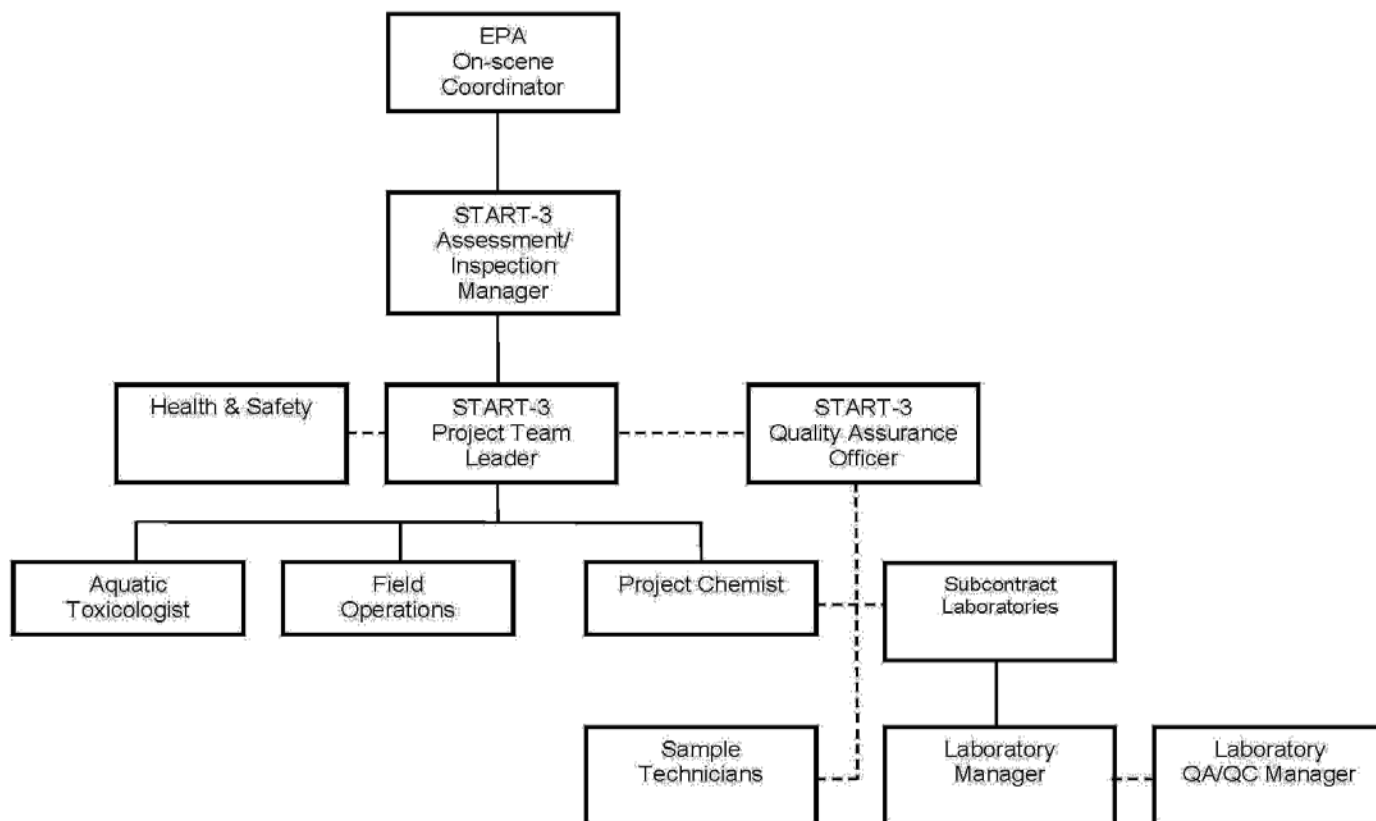 EPA
On-scene
Coordinator
START-3
Assessment/
Inspection
Manager
Health & Safety
START-3
Project Team
Leader
START-3
Quality Assurance
Officer
Aquatic
Toxicologist
Field
Operations
Project Chemist
Subcontract
Laboratories
Sample
Technicians
Laboratory
Manager
Laboratory
QA/QC Manager